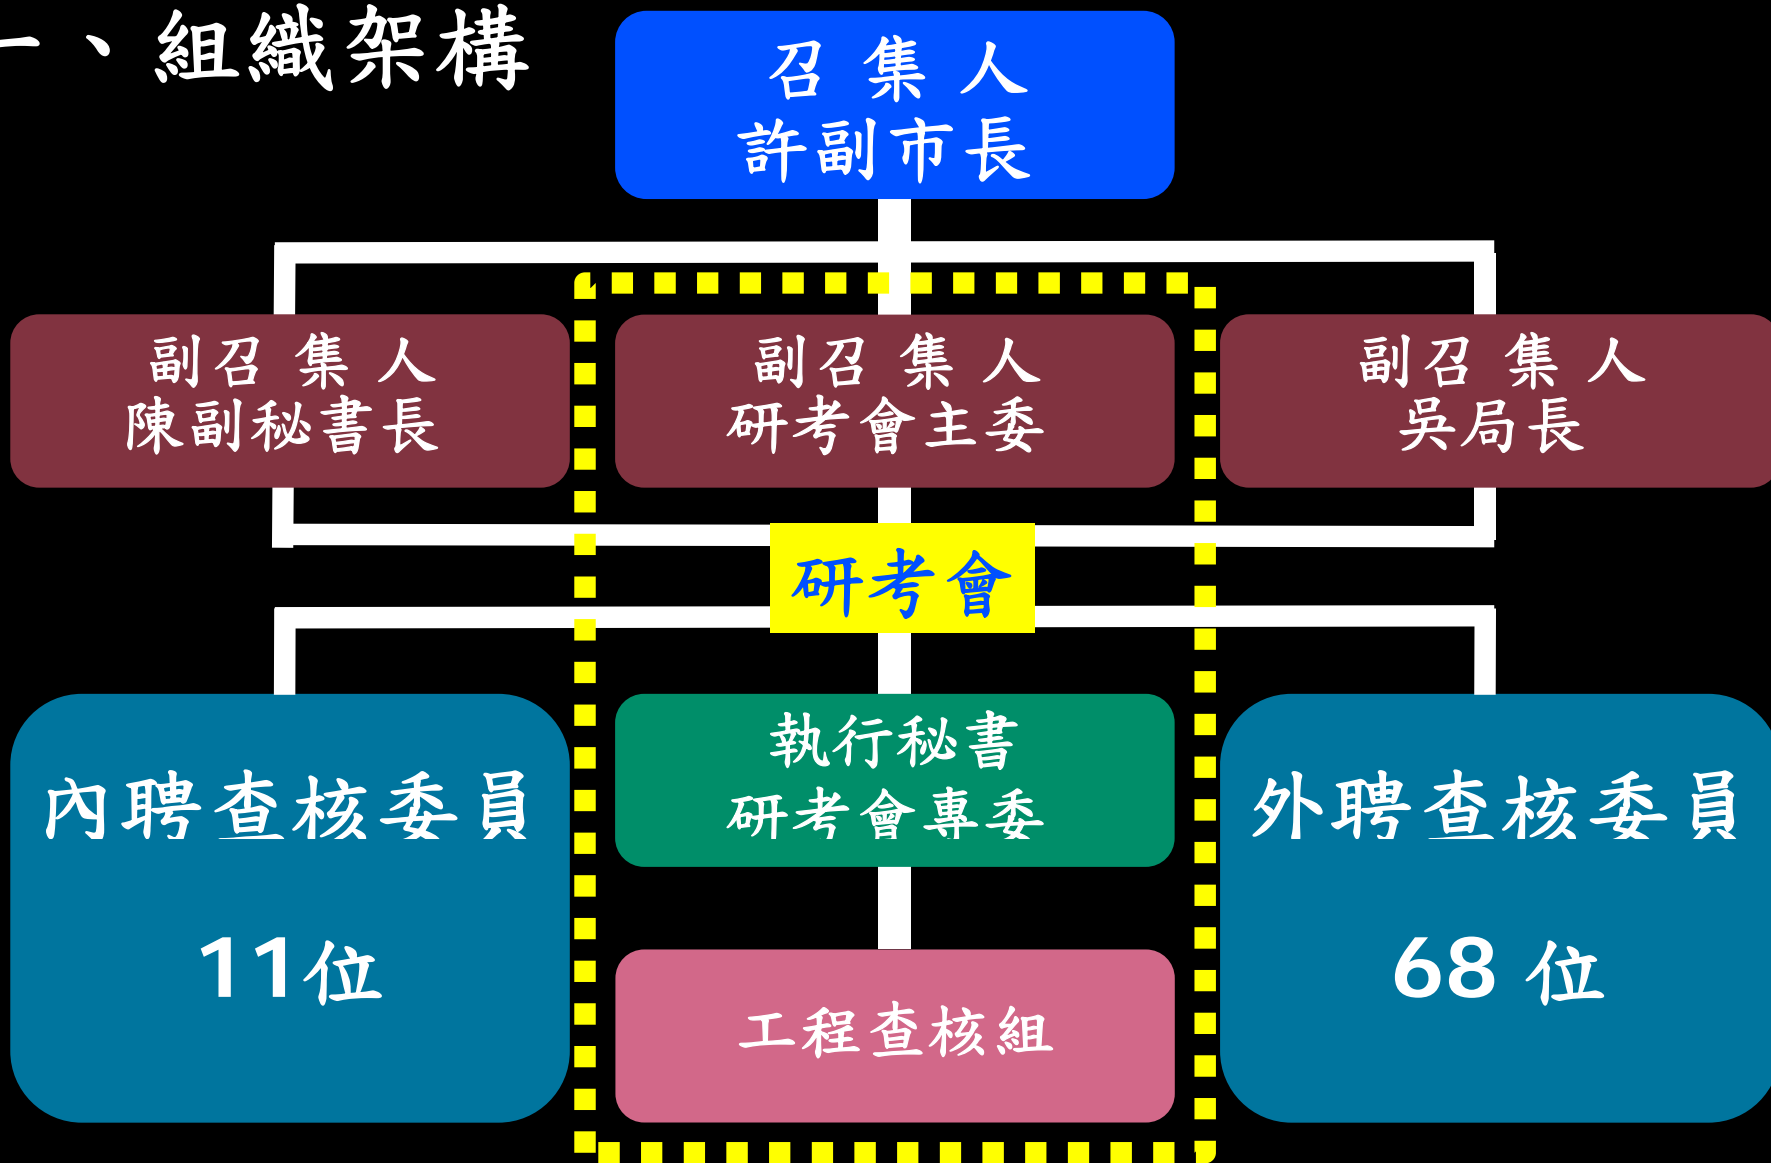 一、組織架構
召 集 人
許副市長
副召 集 人
陳副秘書長
副召 集 人
研考會主委
副召 集 人
吳局長
研考會
內聘查核委員
11位
執行秘書
研考會專委
外聘查核委員
68 位
工程查核組